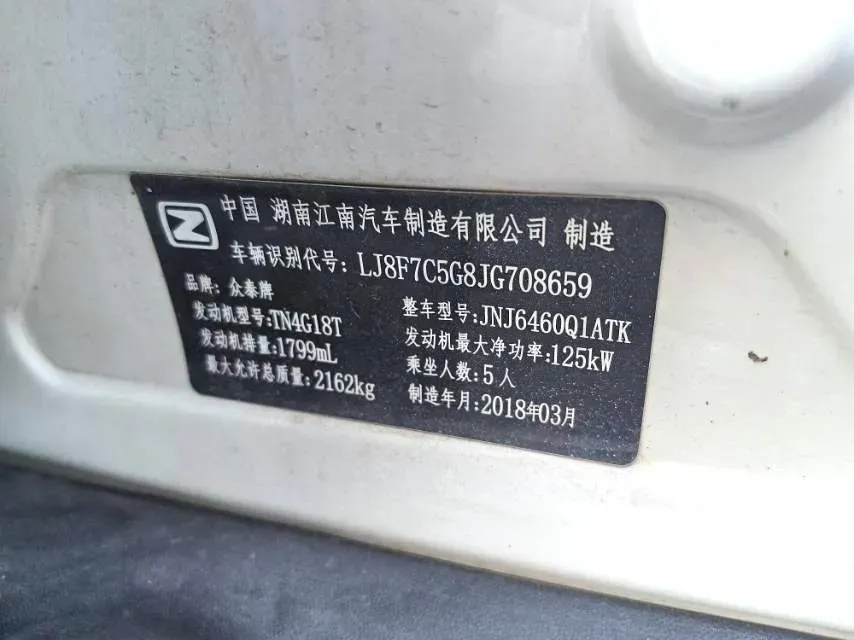 中国 湖南江南汽车制造有限公司 制造
车辆识别代号：LJ8F7C5G8JG708659
品牌：众泰牌
整车型号：JNJ6460Q1ATK
发动机型号：TN4G18T
发动机最大净功率：125kW
发动机排量：1799mL
乘坐人数：5人
最大允许总质量：2162kg
制造年月：2018年03月